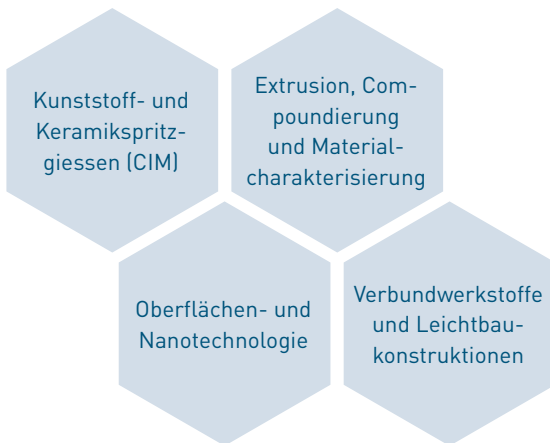 Kunststoff- und
Keramikspritz-
giessen (CIM)
Extrusion, Com-
poundierung
und Material-
charakterisierung
Oberflächen- und
Nanotechnologie
Verbundwerkstoffe
und Leichtbau-
konstruktionen